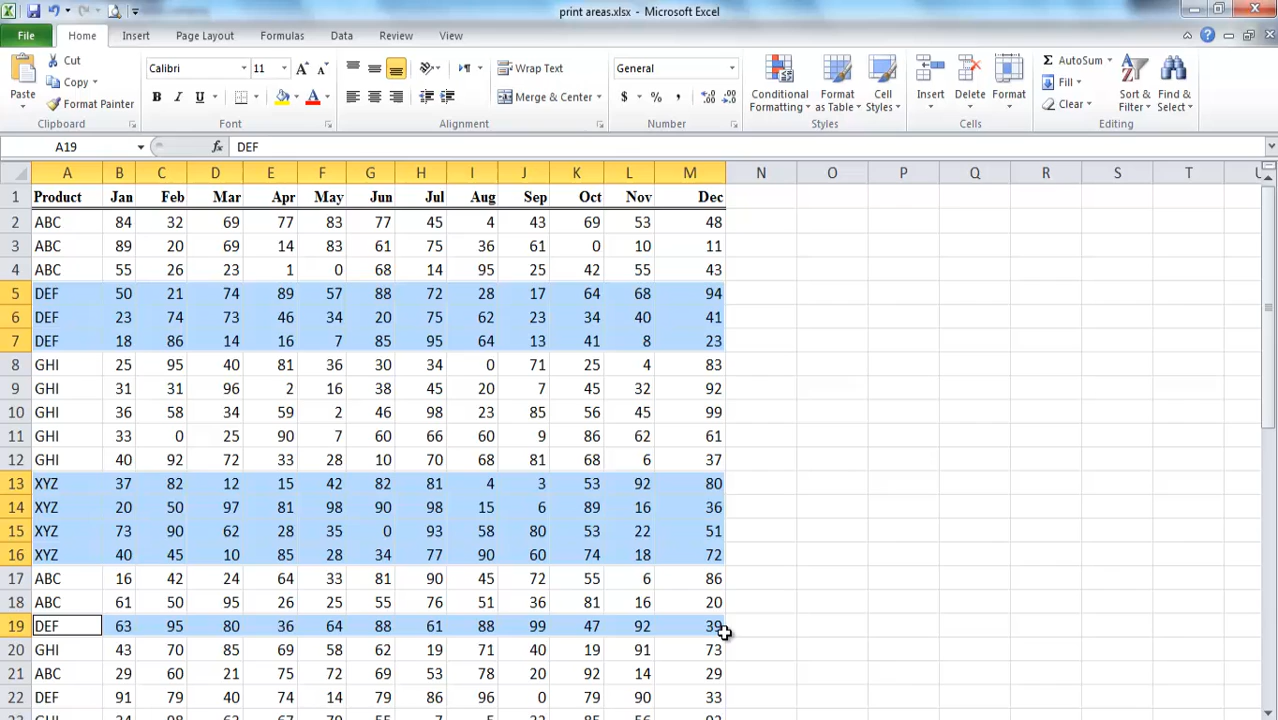 print areas.xlsx - Microsoft Excel
File Home Insert Page Layout Formulas Data Review View
Cut Calibri 11 Wrap Text General Σ AutoSum
Copy Fill
Paste Format Painter B I U A Merge & Center $ % , Conditional Formatting Format as Table Cell Styles Insert Delete Format Clear Sort & Filter Find & Select
Clipboard Font Alignment Number Styles Cells Editing
A19 fx DEF
A B C D E F G H I J K L M N O P Q R S T U
1 Product Jan Feb Mar Apr May Jun Jul Aug Sep Oct Nov Dec
2 ABC 84 32 69 77 83 77 45 4 43 69 53 48
3 ABC 89 20 69 14 83 61 75 36 61 0 10 11
4 ABC 55 26 23 1 0 68 14 95 25 42 55 43
5 DEF 50 21 74 89 57 88 72 28 17 64 68 94
6 DEF 23 74 73 46 34 20 75 62 23 34 40 41
7 DEF 18 86 14 16 7 85 95 64 13 41 8 23
8 GHI 25 95 40 81 36 30 34 0 71 25 4 83
9 GHI 31 31 96 2 16 38 45 20 7 45 32 92
10 GHI 36 58 34 59 2 46 98 23 85 56 45 99
11 GHI 33 0 25 90 7 60 66 60 9 86 62 61
12 GHI 40 92 72 33 28 10 70 68 81 68 6 37
13 XYZ 37 82 12 15 42 82 81 4 3 53 92 80
14 XYZ 20 50 97 81 98 90 98 15 6 89 16 36
15 XYZ 73 90 62 28 35 0 93 58 80 53 22 51
16 XYZ 40 45 10 85 28 34 77 90 60 74 18 72
17 ABC 16 42 24 64 33 81 90 45 72 55 6 86
18 ABC 61 50 95 26 25 55 76 51 36 81 16 20
19 DEF 63 95 80 36 64 88 61 88 99 47 92 39
20 GHI 43 70 85 69 58 62 19 71 40 19 91 73
21 ABC 29 60 21 75 72 69 53 78 20 92 14 29
22 DEF 91 79 40 74 14 79 86 96 0 79 90 33